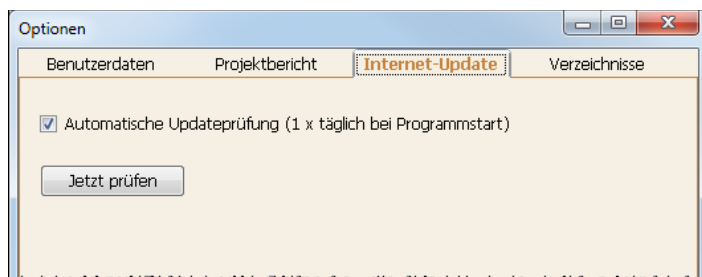 Optionen
Benutzerdaten Projektbericht Internet-Update Verzeichnisse
Automatische Updateprüfung (1 x täglich bei Programmstart)
Jetzt prüfen